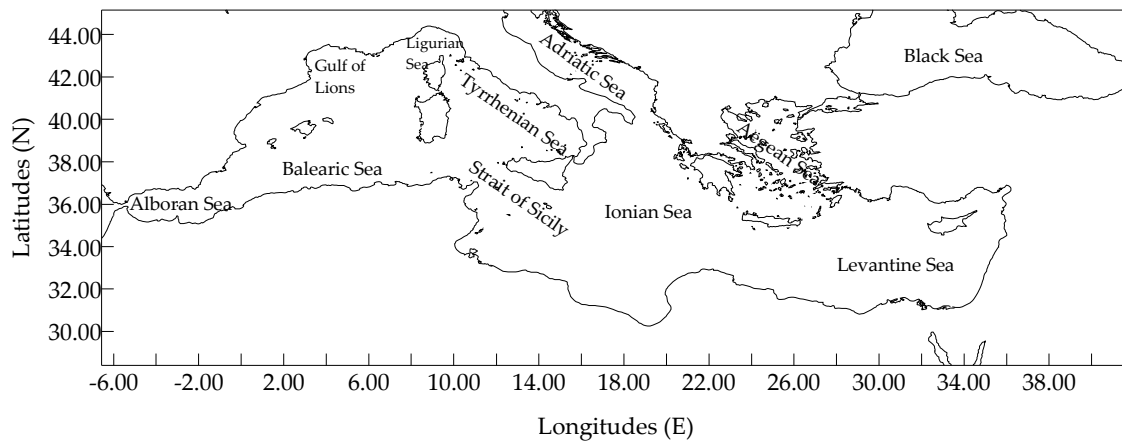 44.00
42.00
40.00
38.00
36.00
34.00
32.00
30.00
Latitudes (N)
Ligurian
Sea
Gulf of
Lions
Adriatic Sea
Black Sea
Tyrrhenian Sea
Aegean Sea
Balearic Sea
Strait of Sicily
Alboran Sea
Ionian Sea
Levantine Sea
-6.00 -2.00 2.00 6.00 10.00 14.00 18.00 22.00 26.00 30.00 34.00 38.00
Longitudes (E)